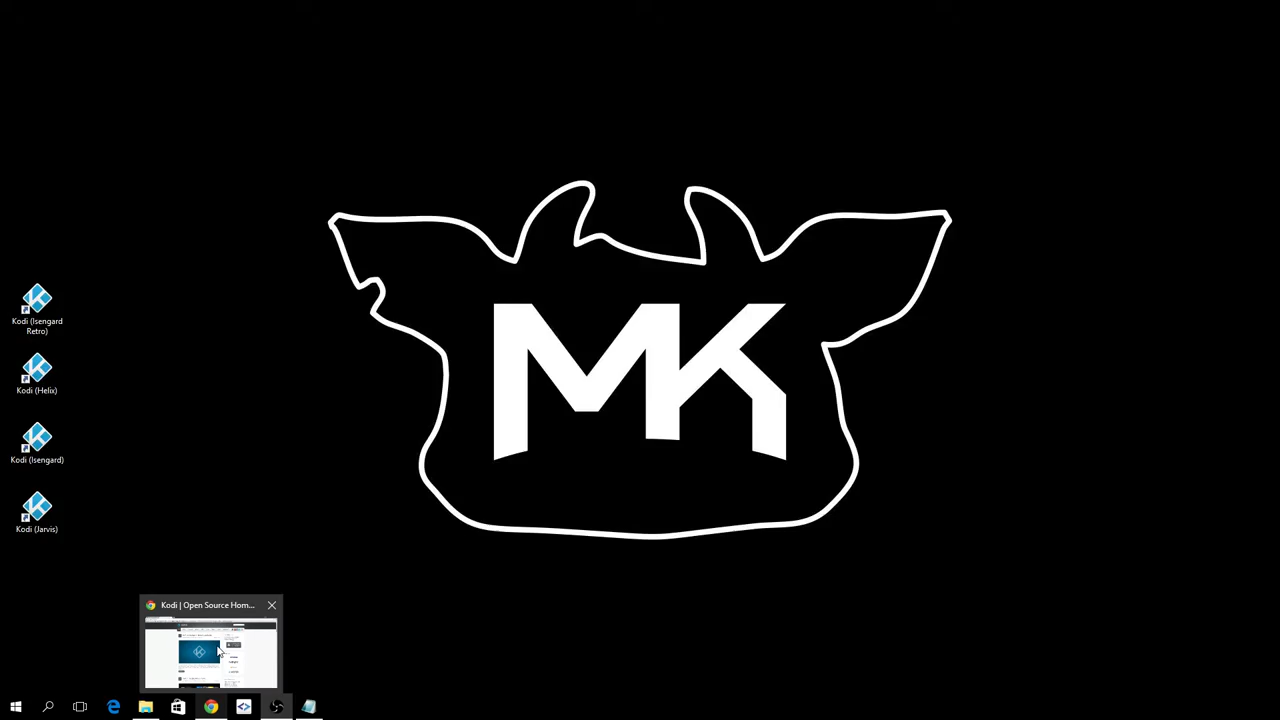 MK
Kodi (Isengard
Retro)
Kodi (Helix)
Kodi (Isengard)
Kodi (Jarvis)
Kodi | Open Source Hom...